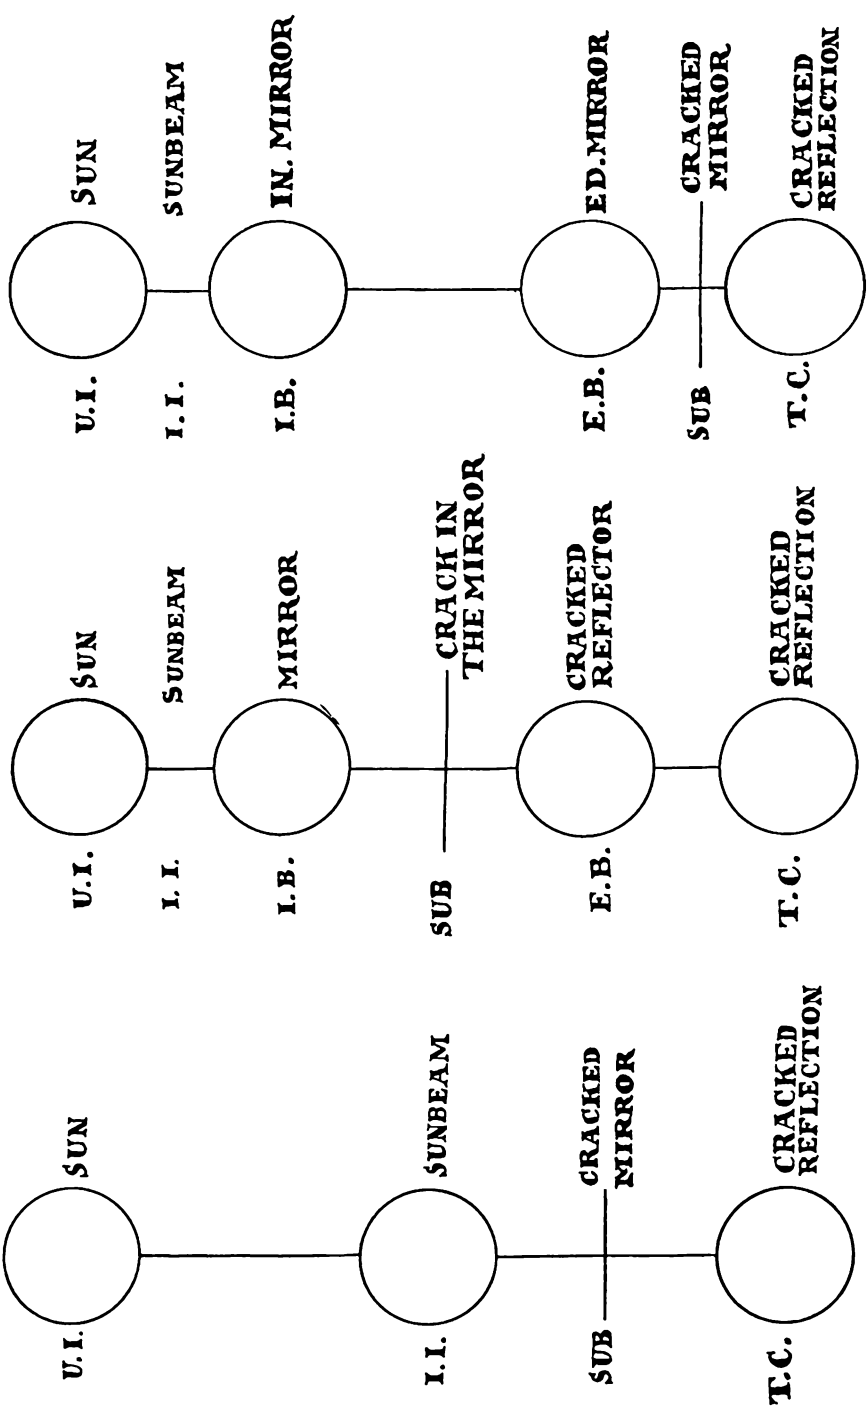 U.I. SUN
I.I. SUNBEAM
SUB CRACKED
MIRROR
T.C. CRACKED
REFLECTION
U.I. SUN
I.I. SUNBEAM
I.B. MIRROR
SUB CRACK IN
THE MIRROR
E.B. CRACKED
REFLECTOR
T.C. CRACKED
REFLECTION
U.I. SUN
I.I. SUNBEAM
I.B. IN. MIRROR
E.B. ED. MIRROR
SUB CRACKED
MIRROR
T.C. CRACKED
REFLECTION